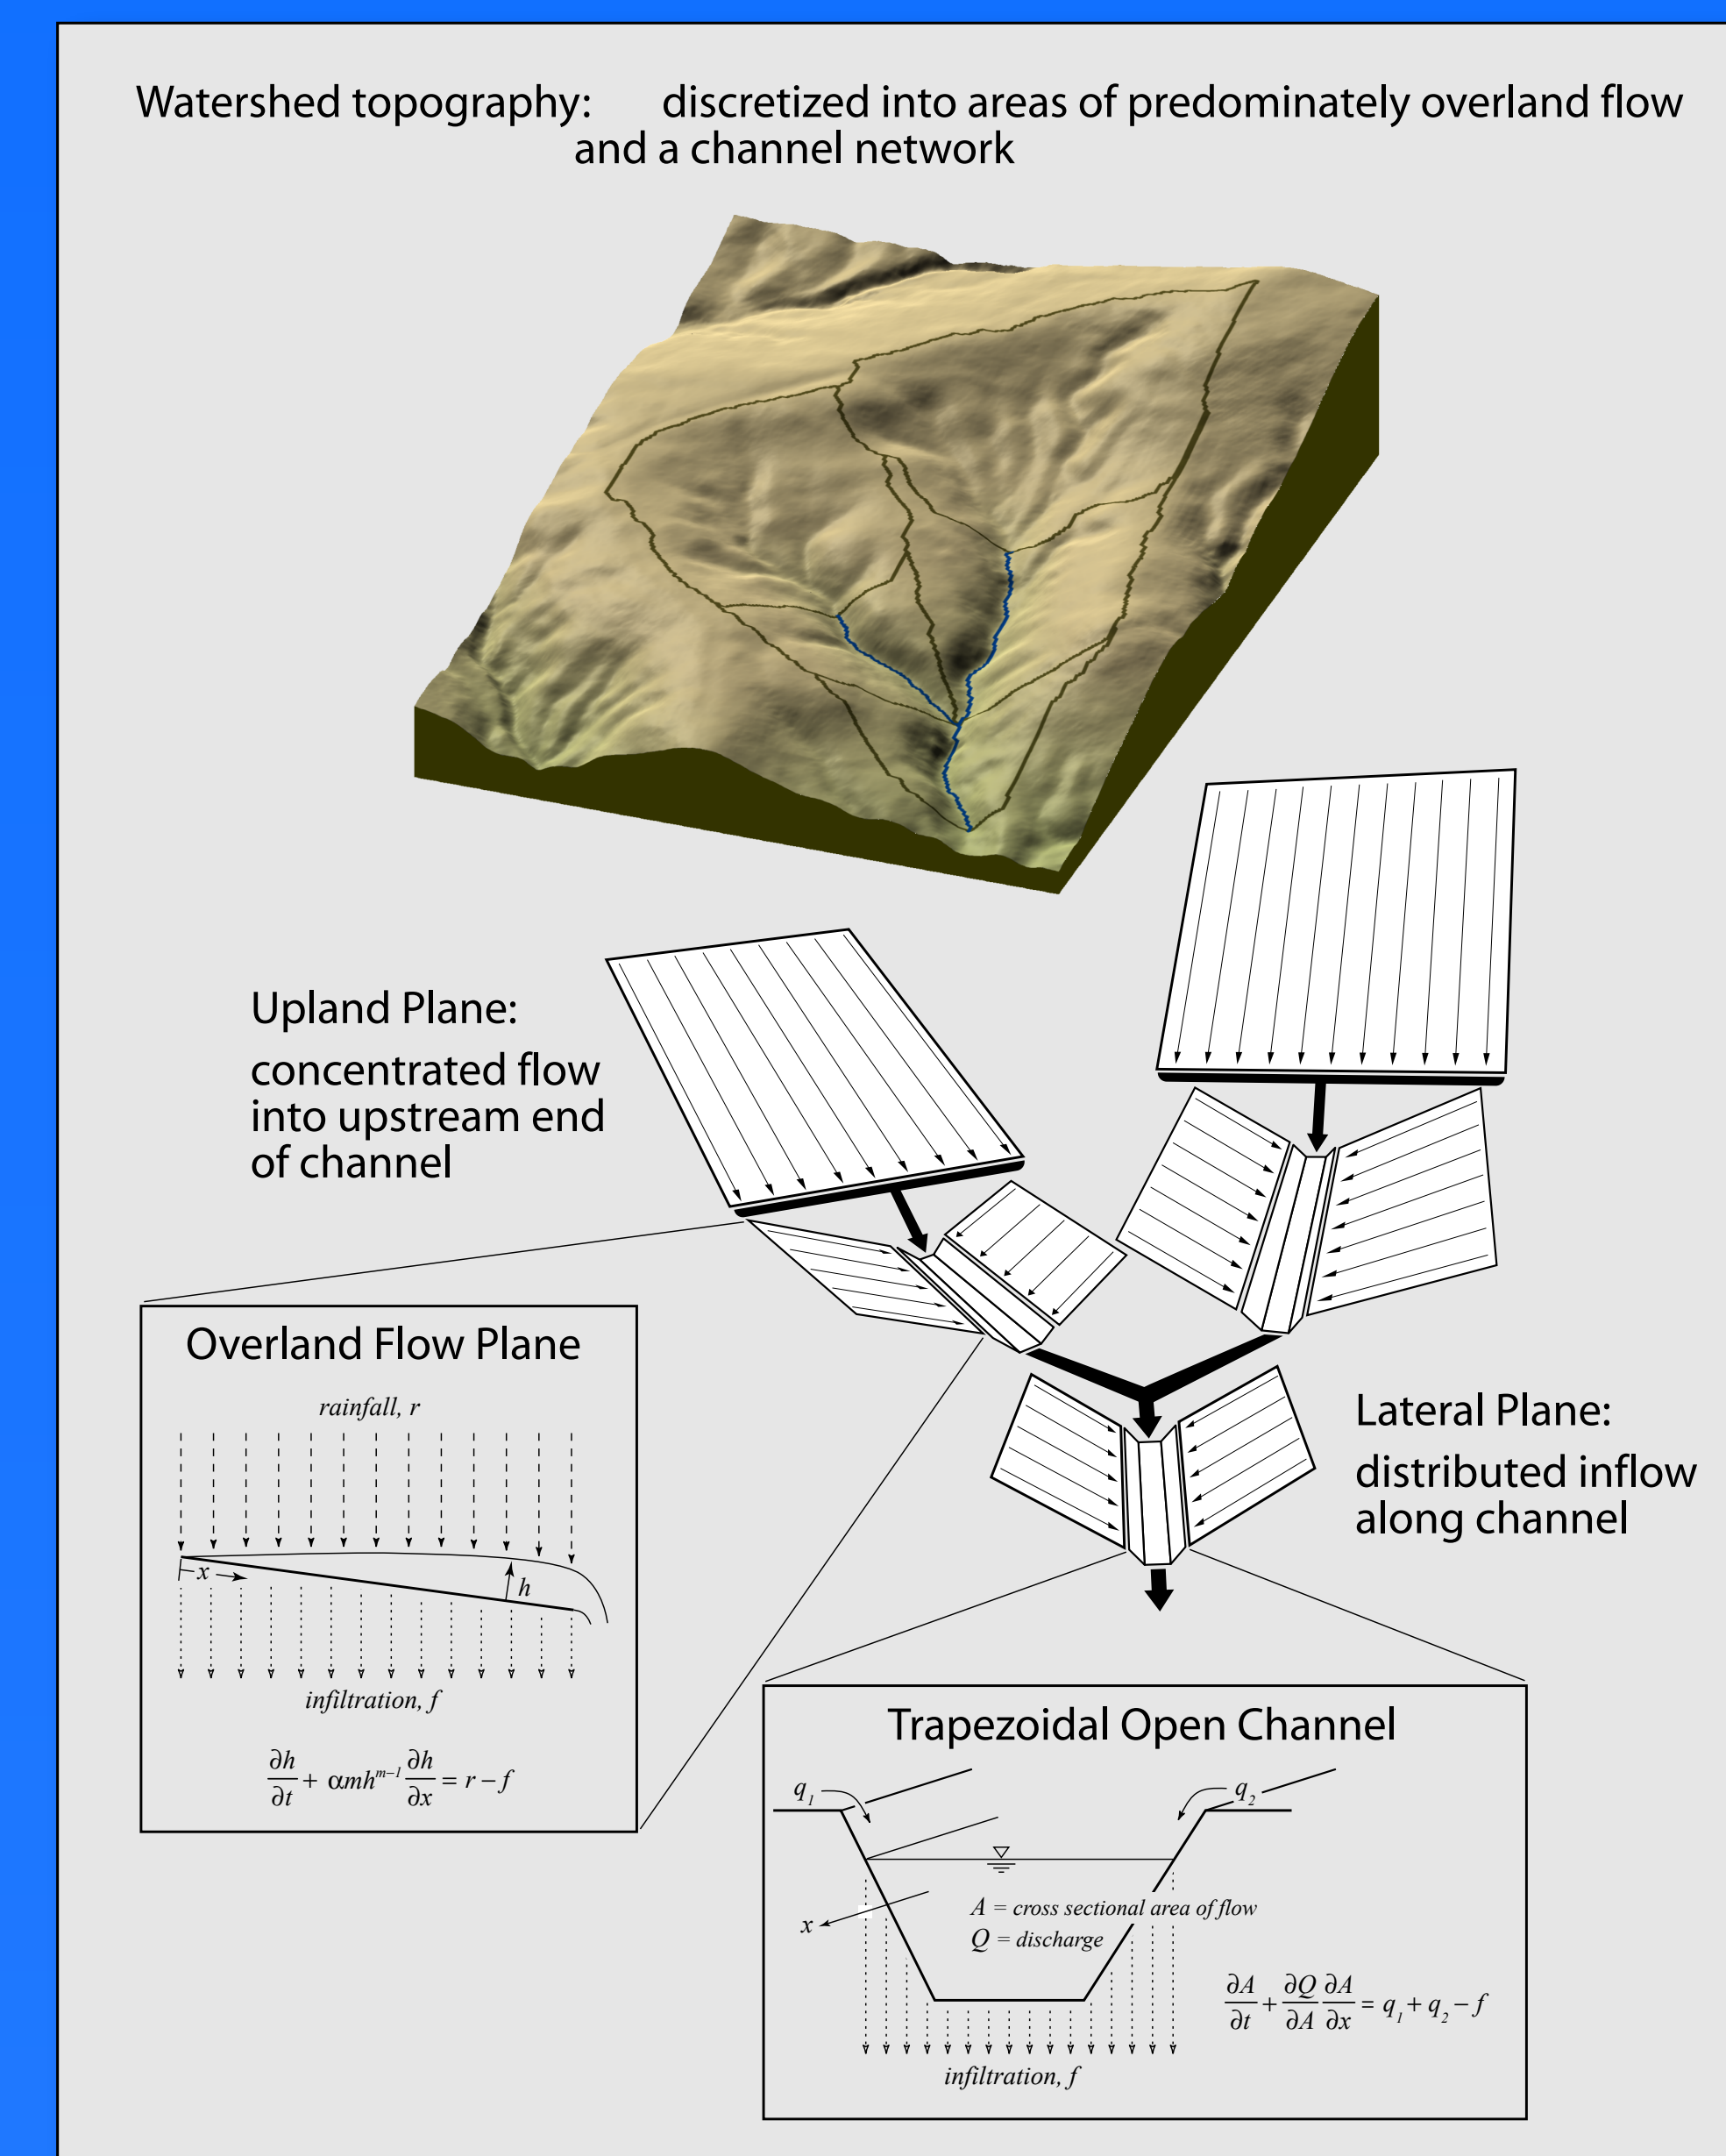 Watershed topography: discretized into areas of predominately overland flow
and a channel network
Upland Plane:
concentrated flow
into upstream end
of channel
Overland Flow Plane
rainfall, r
x
h
infiltration, f
∂h/∂t + αmh^(m−1) ∂h/∂x = r − f
Lateral Plane:
distributed inflow
along channel
Trapezoidal Open Channel
q₁
q₂
A = cross sectional area of flow
x
Q = discharge
∂A/∂t + ∂Q/∂A ∂A/∂x = q₁ + q₂ − f
infiltration, f